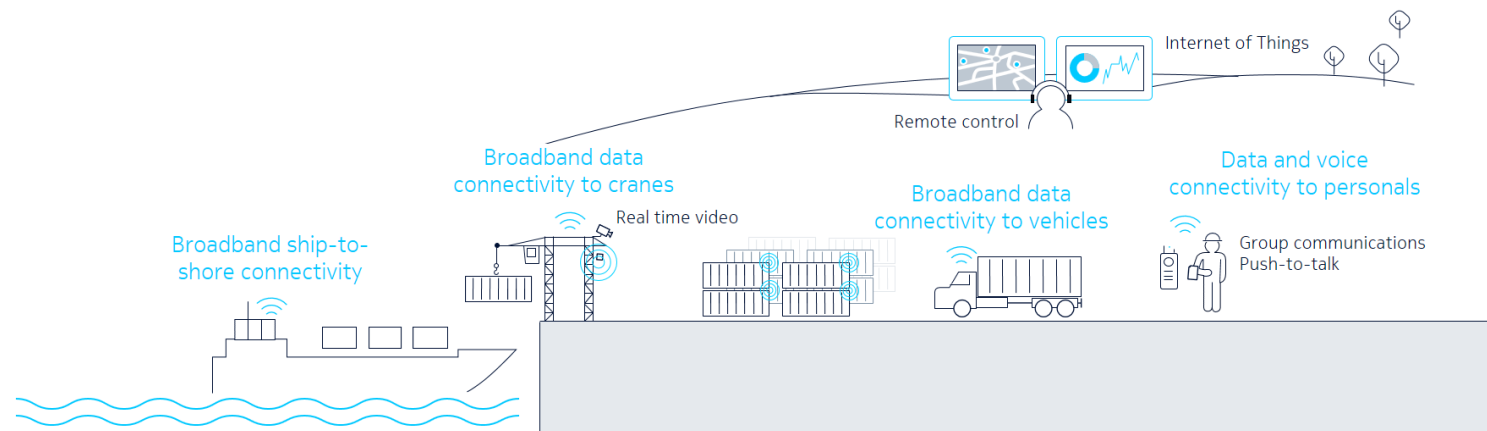 Internet of Things
Remote control
Broadband data
connectivity to cranes
Real time video
Broadband ship-to-
shore connectivity
Broadband data
connectivity to vehicles
Data and voice
connectivity to personals
Group communications
Push-to-talk